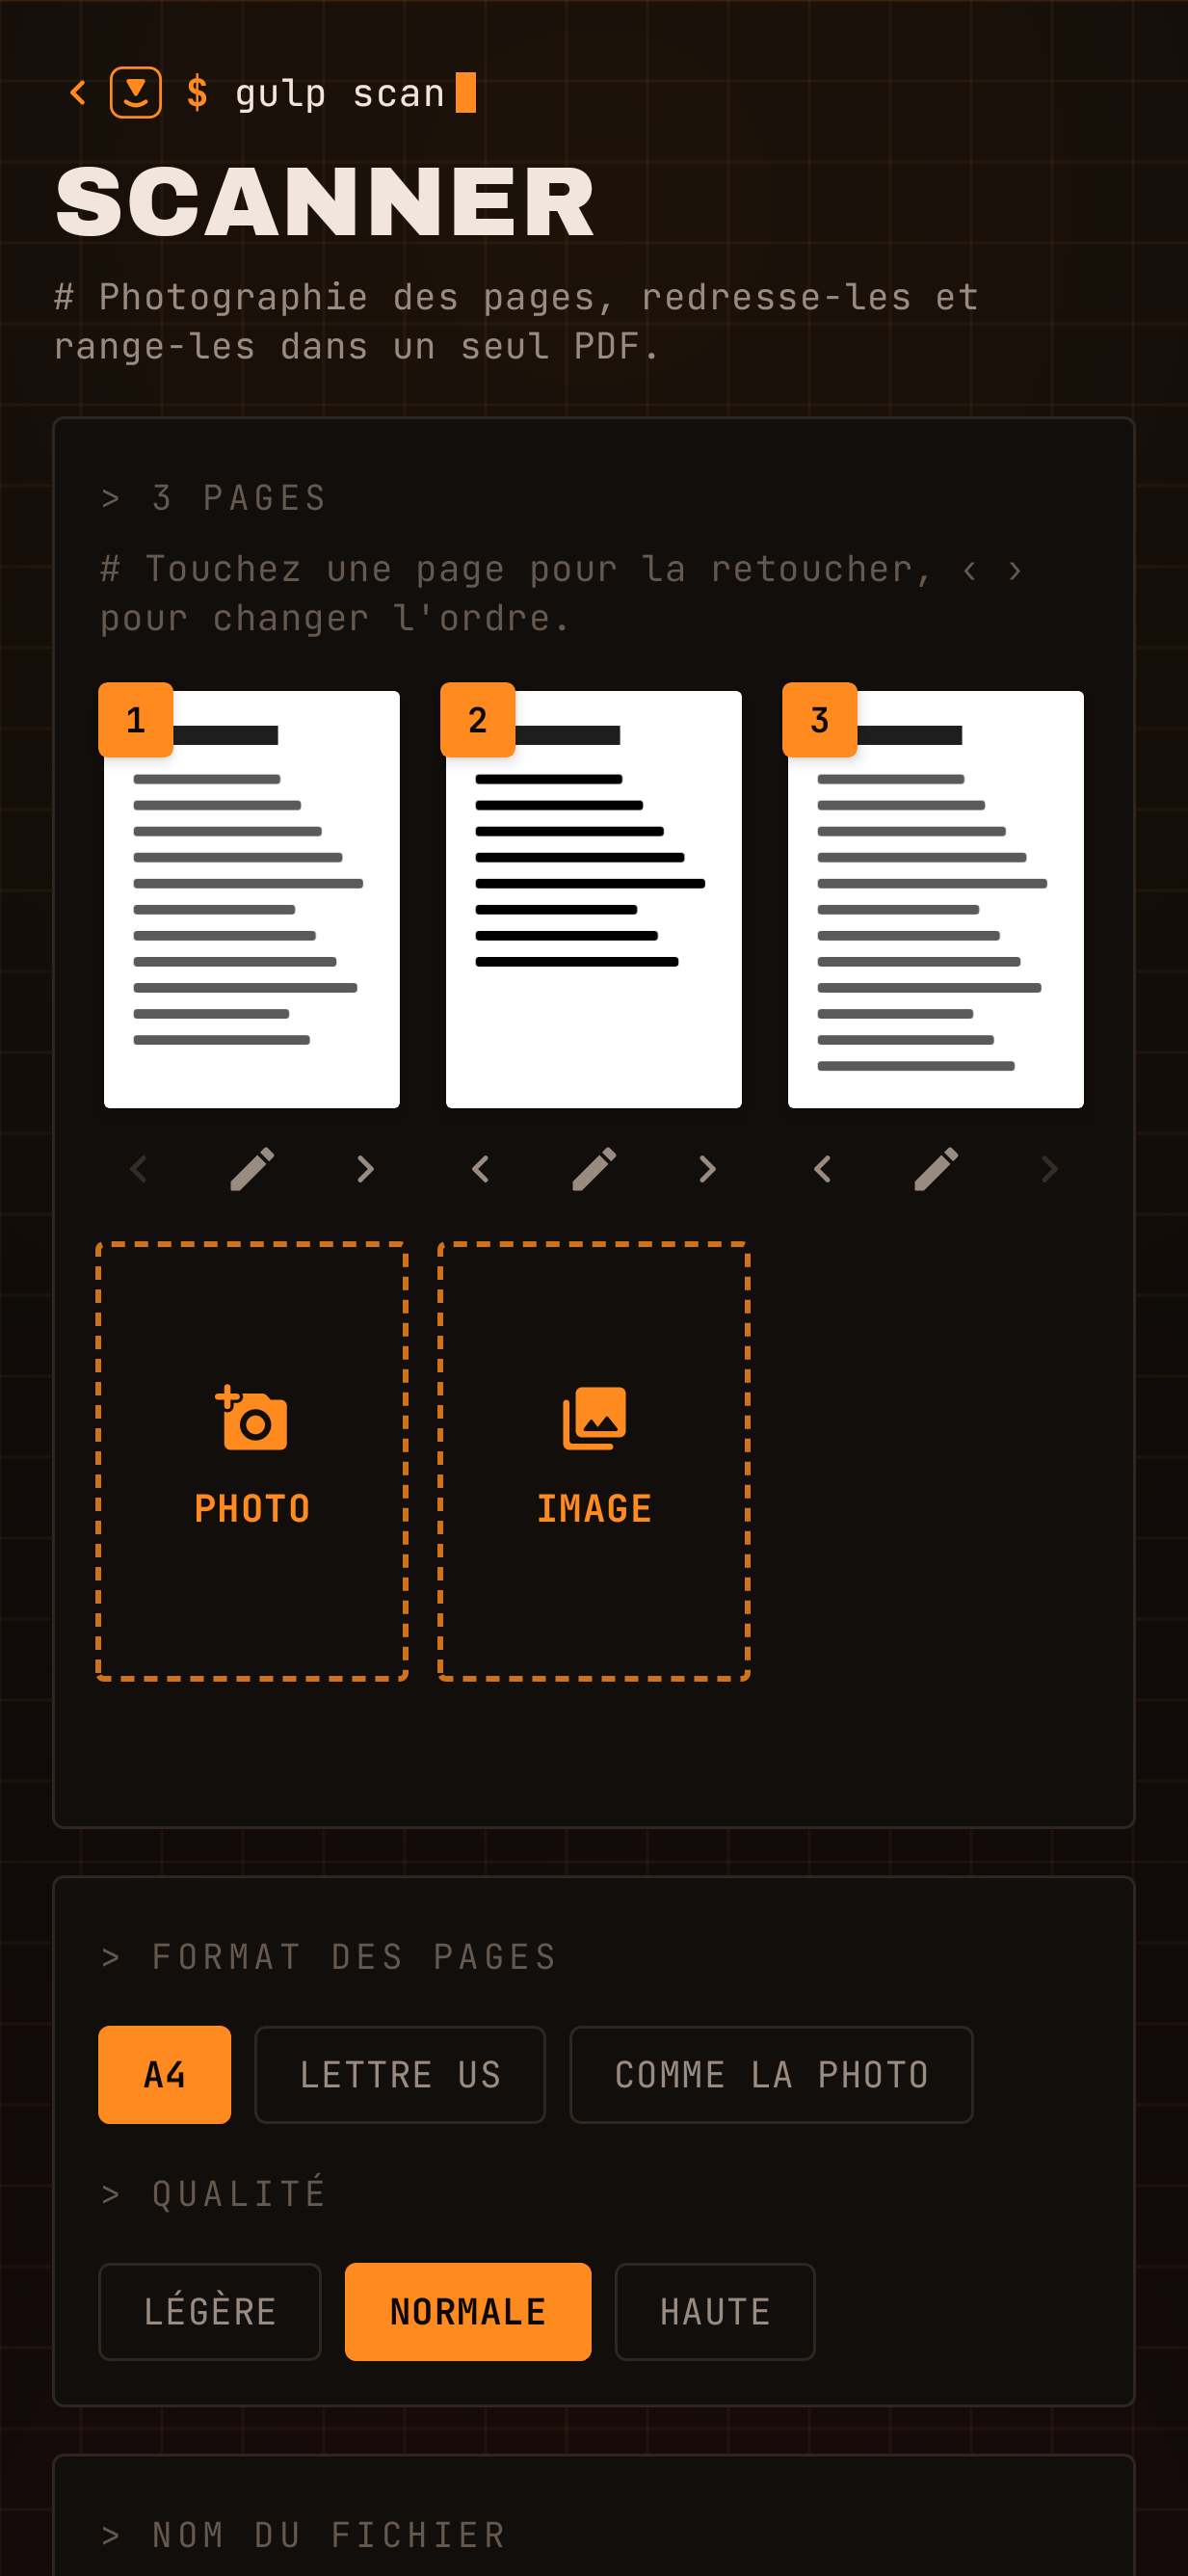 $ gulp scan
SCANNER
# Photographie des pages, redresse-les et
range-les dans un seul PDF.
> 3 PAGES
# Touchez une page pour la retoucher, ‹ ›
pour changer l'ordre.
1 2 3
PHOTO IMAGE
> FORMAT DES PAGES
A4 LETTRE US COMME LA PHOTO
> QUALITÉ
LÉGÈRE NORMALE HAUTE
> NOM DU FICHIER